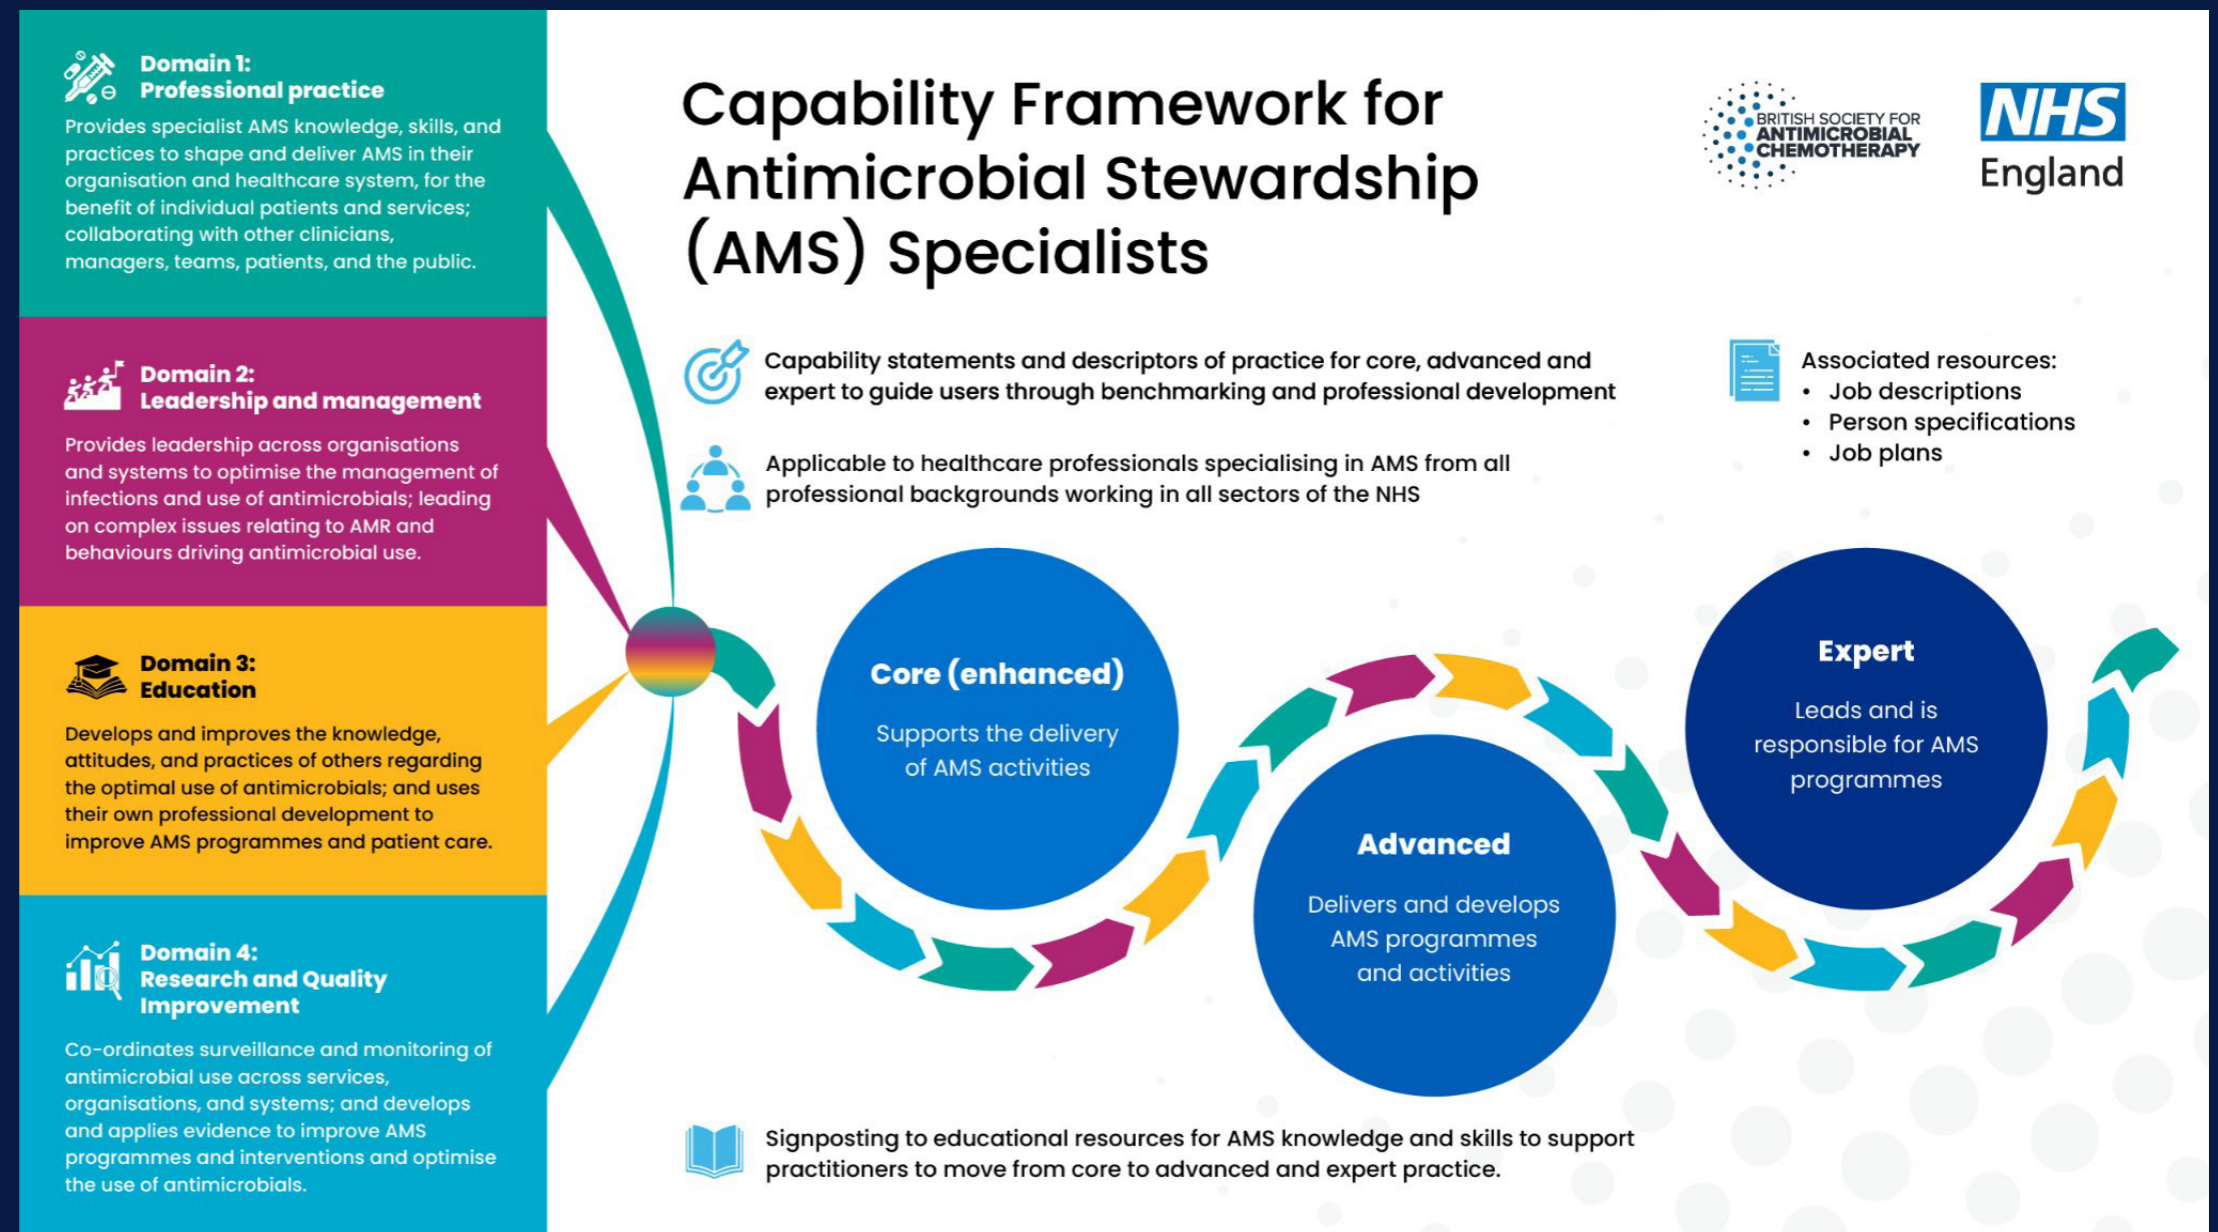 Domain 1:
Professional practice
Provides specialist AMS knowledge, skills, and
practices to shape and deliver AMS in their
organisation and healthcare system, for the
benefit of individual patients and services;
collaborating with other clinicians,
managers, teams, patients, and the public.
Domain 2:
Leadership and management
Provides leadership across organisations
and systems to optimise the management of
infections and use of antimicrobials; leading
on complex issues relating to AMR and
behaviours driving antimicrobial use.
Domain 3:
Education
Develops and improves the knowledge,
attitudes, and practices of others regarding
the optimal use of antimicrobials; and uses
their own professional development to
improve AMS programmes and patient care.
Domain 4:
Research and Quality
Improvement
Co-ordinates surveillance and monitoring of
antimicrobial use across services,
organisations, and systems; and develops
and applies evidence to improve AMS
programmes and interventions and optimise
the use of antimicrobials.
Capability Framework for
Antimicrobial Stewardship
(AMS) Specialists
BRITISH SOCIETY FOR
ANTIMICROBIAL
CHEMOTHERAPY
NHS
England
Capability statements and descriptors of practice for core, advanced and
expert to guide users through benchmarking and professional development
Applicable to healthcare professionals specialising in AMS from all
professional backgrounds working in all sectors of the NHS
Associated resources:
• Job descriptions
• Person specifications
• Job plans
Core (enhanced)
Supports the delivery
of AMS activities
Advanced
Delivers and develops
AMS programmes
and activities
Expert
Leads and is
responsible for AMS
programmes
Signposting to educational resources for AMS knowledge and skills to support
practitioners to move from core to advanced and expert practice.